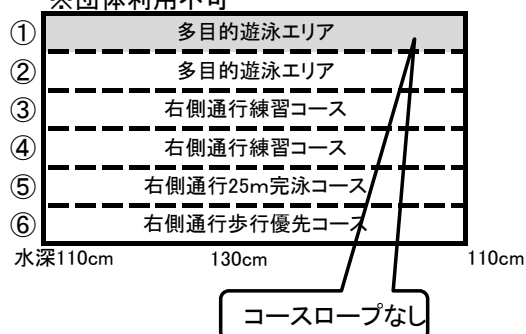 ※団体利用不可
① 多目的遊泳エリア
② 多目的遊泳エリア
③ 右側通行練習コース
④ 右側通行練習コース
⑤ 右側通行25m完泳コース
⑥ 右側通行歩行優先コース
水深110cm 130cm 110cm
コースロープなし